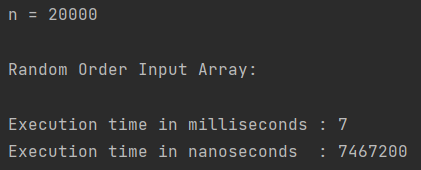 n = 20000
Random Order Input Array:
Execution time in milliseconds : 7
Execution time in nanoseconds  : 7467200